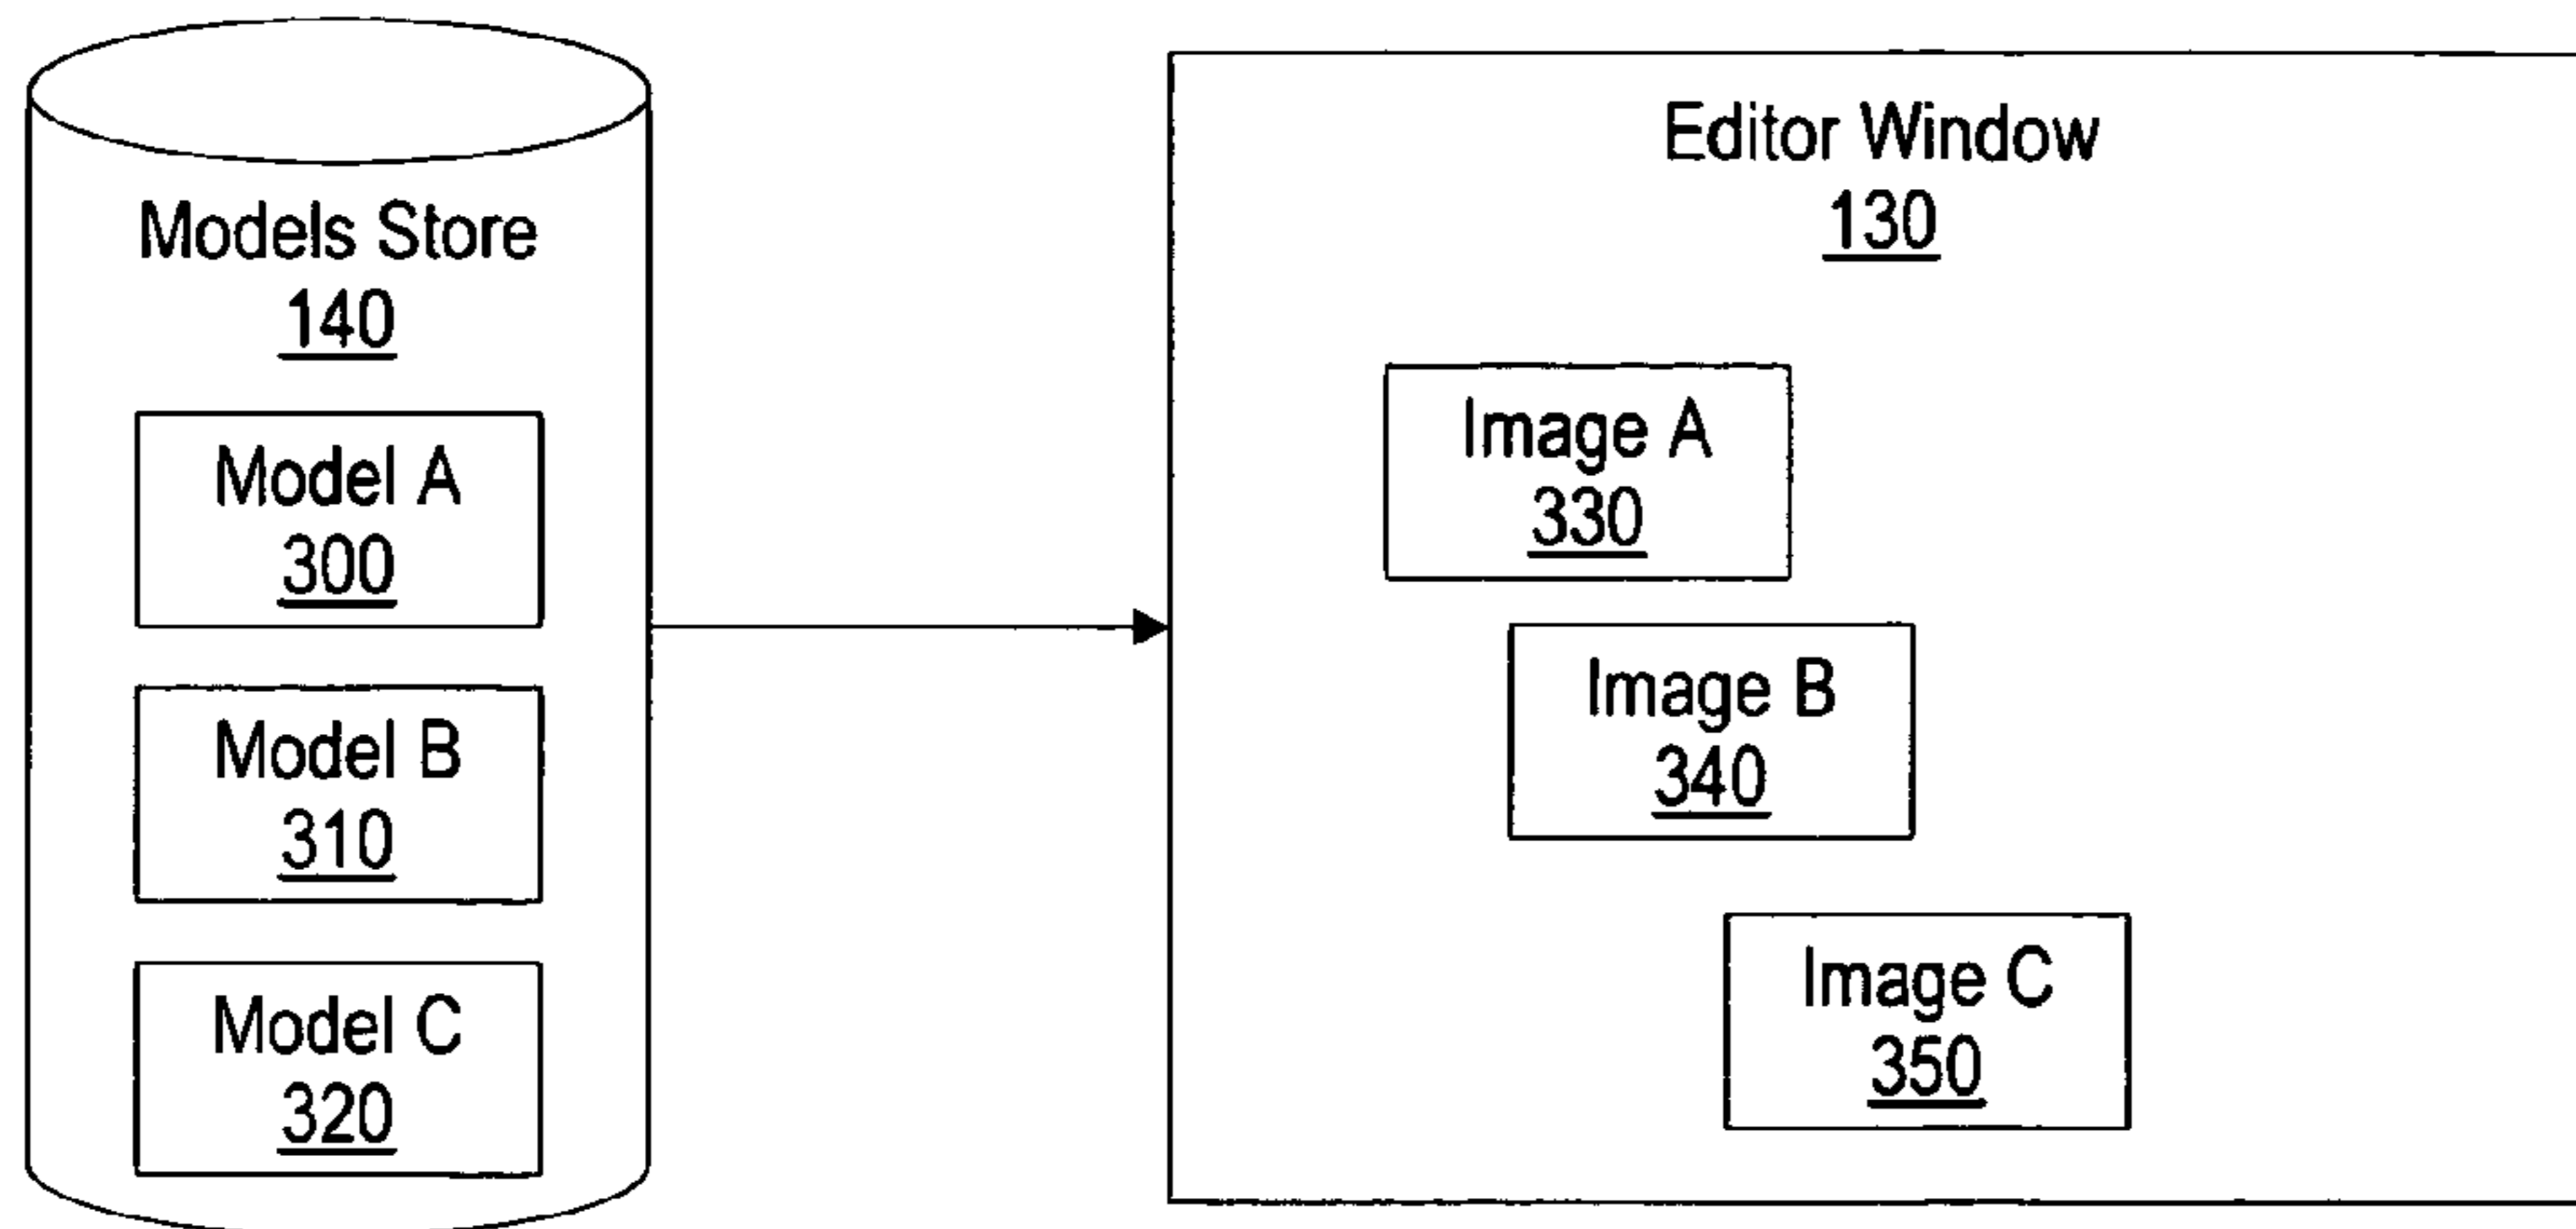 Models Store
140
Model A
300
Model B
310
Model C
320
Editor Window
130
Image A
330
Image B
340
Image C
350